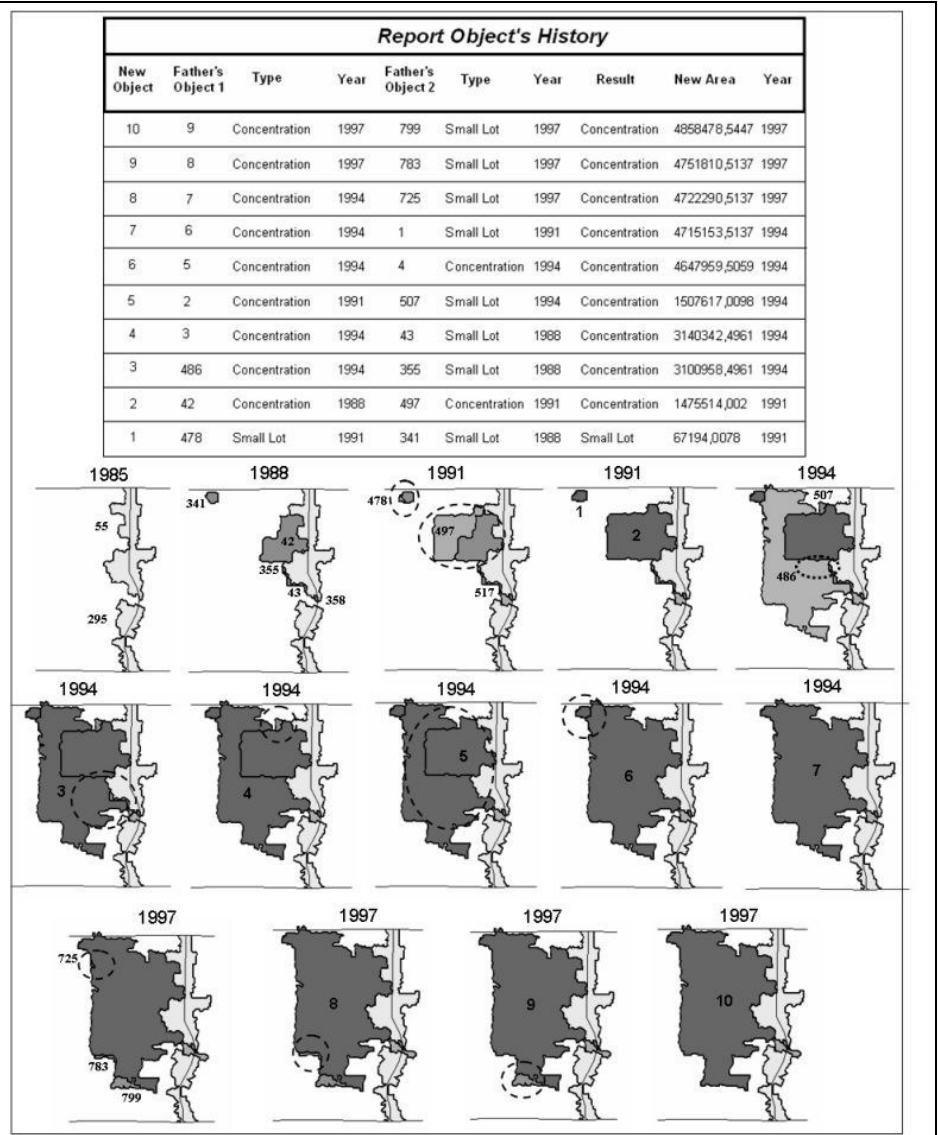 Report Object's History
New Object Father's Object 1 Type Year Father's Object 2 Type Year Result New Area Year
10 9 Concentration 1997 799 Small Lot 1997 Concentration 4858478,5447 1997
9 8 Concentration 1997 783 Small Lot 1997 Concentration 4751810,5137 1997
8 7 Concentration 1994 725 Small Lot 1997 Concentration 4722290,5137 1997
7 6 Concentration 1994 1 Small Lot 1991 Concentration 4715153,5137 1994
6 5 Concentration 1994 4 Concentration 1994 Concentration 4647959,5059 1994
5 2 Concentration 1991 507 Small Lot 1994 Concentration 1507617,0098 1994
4 3 Concentration 1994 43 Small Lot 1988 Concentration 3140342,4961 1994
3 486 Concentration 1994 355 Small Lot 1988 Concentration 3100958,4961 1994
2 42 Concentration 1988 497 Concentration 1991 Concentration 1475514,002 1991
1 478 Small Lot 1991 341 Small Lot 1988 Small Lot 67194,0078 1991
1985 1988 1991 1991 1994
55
295
341
42
355
43
358
4781
497
517
1
2
507
486
1994 1994 1994 1994 1994
3 4 5 6 7
1997 1997 1997 1997
725
783
799
8 9 10